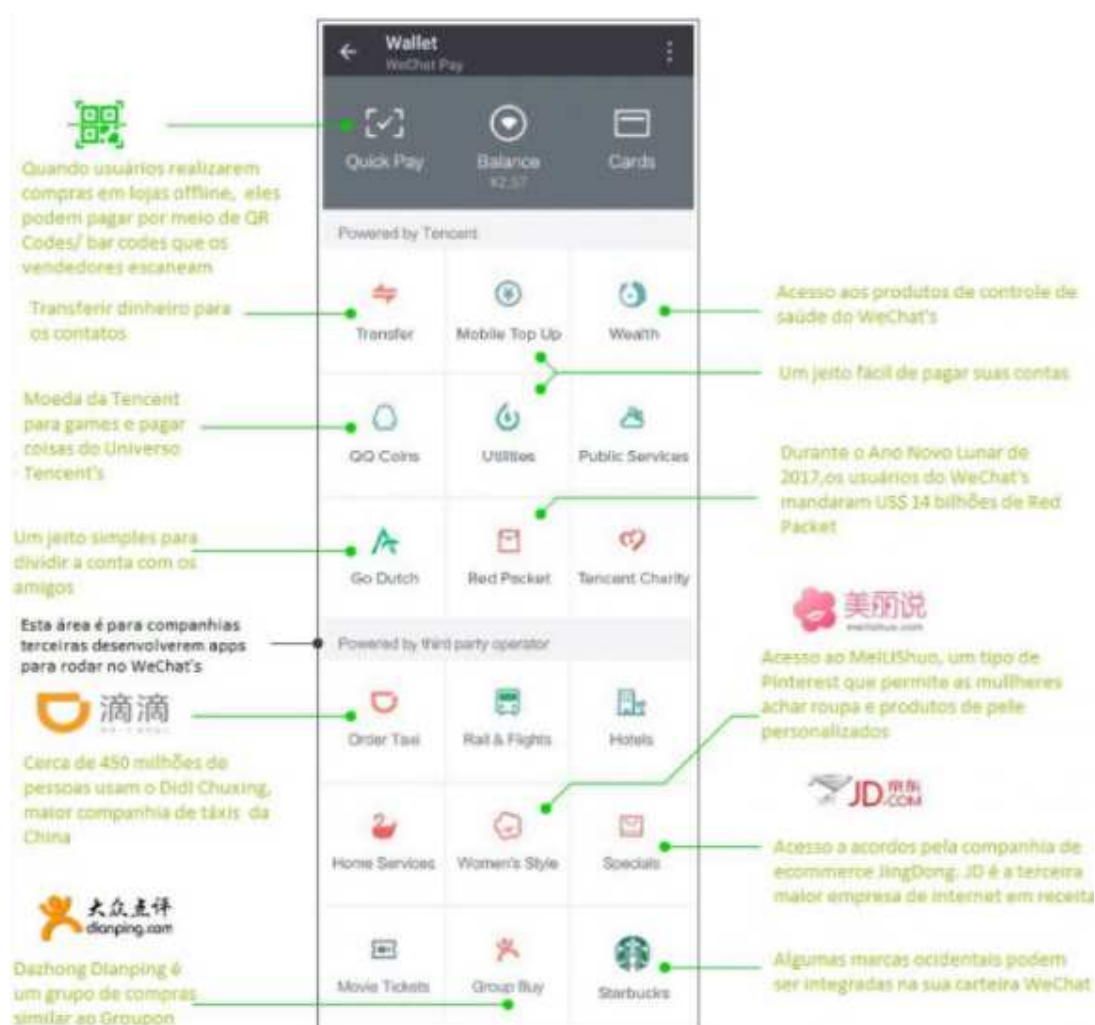 Wallet
WeChat Pay
Quick Pay
Balance
¥2.57
Cards
Quando usuários realizarem
compras em lojas offline, eles
podem pagar por meio de QR
Codes/ bar codes que os
vendedores escaneam
Powered by Tencent
Transferir dinheiro para
os contatos
Transfer
Mobile Top Up
Wealth
Acesso aos produtos de controle de
saúde do WeChat's
Um jeito fácil de pagar suas contas
Moeda da Tencent
para games e pagar
coisas do Universo
Tencent's
QQ Coins
Utilities
Public Services
Durante o Ano Novo Lunar de
2017,os usuários do WeChat's
mandaram US$ 14 bilhões de Red
Packet
Um jeito simples para
dividir a conta com os
amigos
Go Dutch
Red Packet
Tencent Charity
美丽说
meilishuo.com
Esta área é para companhias
terceiras desenvolverem apps
para rodar no WeChat's
Powered by third party operator
Acesso ao MeiLiShuo, um tipo de
Pinterest que permite as mullheres
achar roupa e produtos de pele
personalizados
滴滴
Order Taxi
Rail & Flights
Hotels
Cerca de 450 milhões de
pessoas usam o Didi Chuxing,
maior companhia de táxis da
China
京东
JD.COM
Home Services
Women's Style
Specials
Acesso a acordos pela companhia de
ecommerce JingDong. JD é a terceira
maior empresa de internet em receita
大众点评
dianping.com
Dazhong Dianping é
um grupo de compras
similar ao Groupon
Movie Tickets
Group Buy
Starbucks
Algumas marcas ocidentais podem
ser integradas na sua carteira WeChat